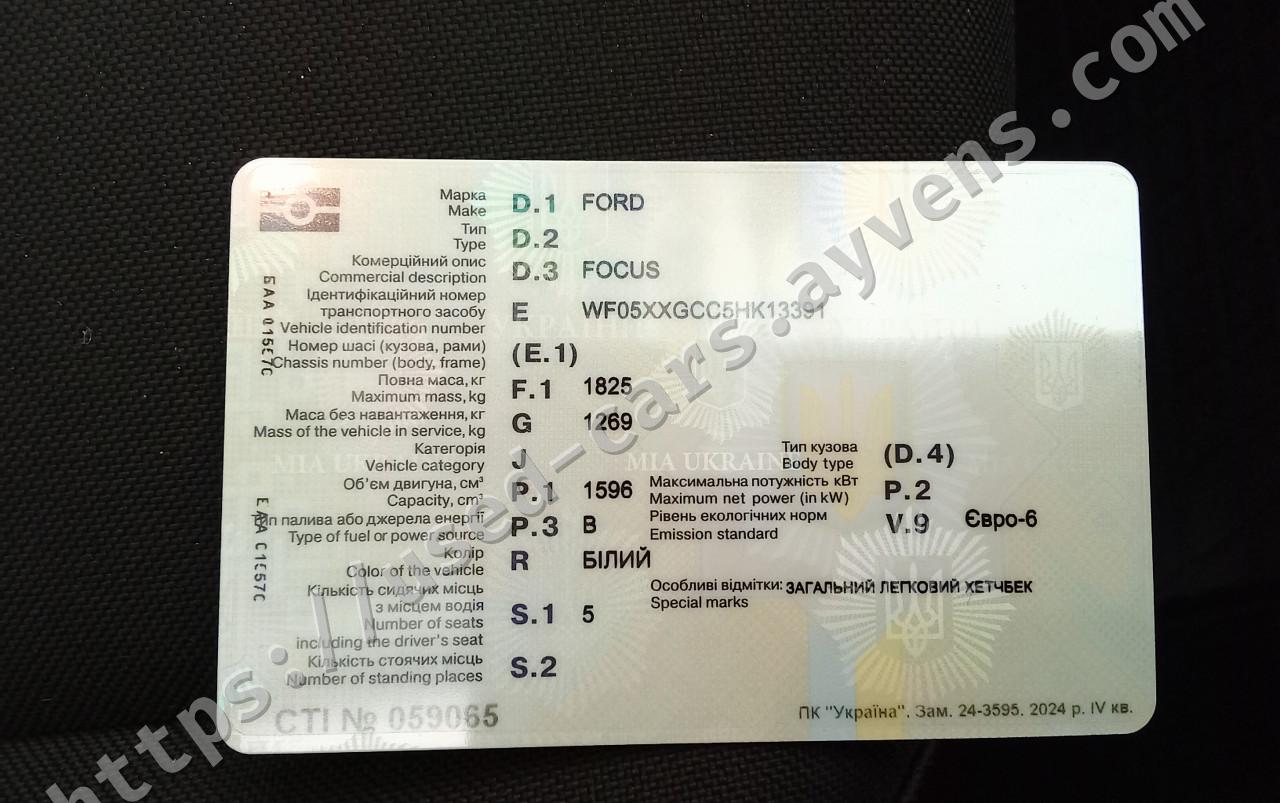 Марка
Make D.1 FORD
Тип
Type D.2
Комерційний опис
Commercial description D.3 FOCUS
Ідентифікаційний номер
транспортного засобу E WF05XXGCC5HK13391
Vehicle identification number
Номер шасі (кузова, рами)
Chassis number (body, frame) (E.1)
Повна маса, кг
Maximum mass, kg F.1 1825
Маса без навантаження, кг
Mass of the vehicle in service, kg G 1269
Категорія
Vehicle category J
Об'єм двигуна, см³
Capacity, cm³ P.1 1596
Тип палива або джерела енергії
Type of fuel or power source P.3 B
Колір
Color of the vehicle R БІЛИЙ
Кількість сидячих місць
з місцем водія
Number of seats S.1 5
including the driver's seat
Кількість стоячих місць
Number of standing places S.2
Тип кузова
Body type (D.4)
Максимальна потужність кВт
Maximum net power (in kW) P.2
Рівень екологічних норм
Emission standard V.9 Євро-6
Особливі відмітки: ЗАГАЛЬНИЙ ЛЕГКОВИЙ ХЕТЧБЕК
Special marks
MIA UKRAINE
MIA UKRAINE
СТІ № 059065
ПК "Україна". Зам. 24-3595. 2024 р. IV кв.
https://used-cars.ayvens.com